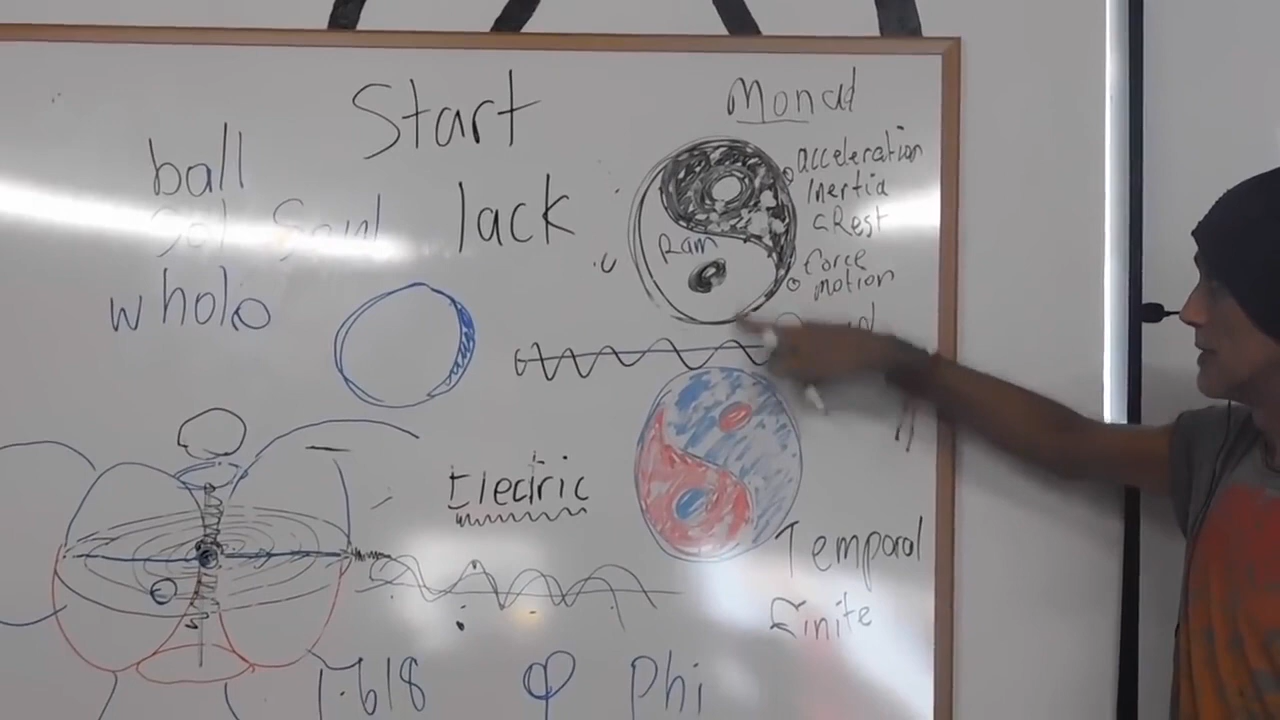 Start
Monad
ball
acceleration
Inertia
Rest
lack
Ram
Force
motion
whole
Electric
Temporal
finite
1.618 φ Phi